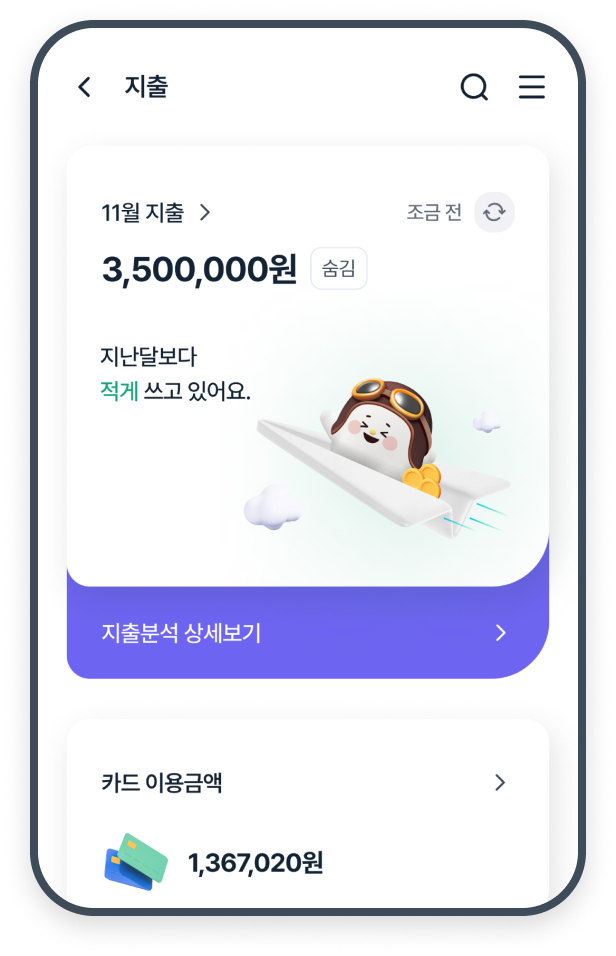 지출
11월 지출
조금 전
3,500,000원 숨김
지난달보다
적게 쓰고 있어요.
지출분석 상세보기
카드 이용금액
1,367,020원